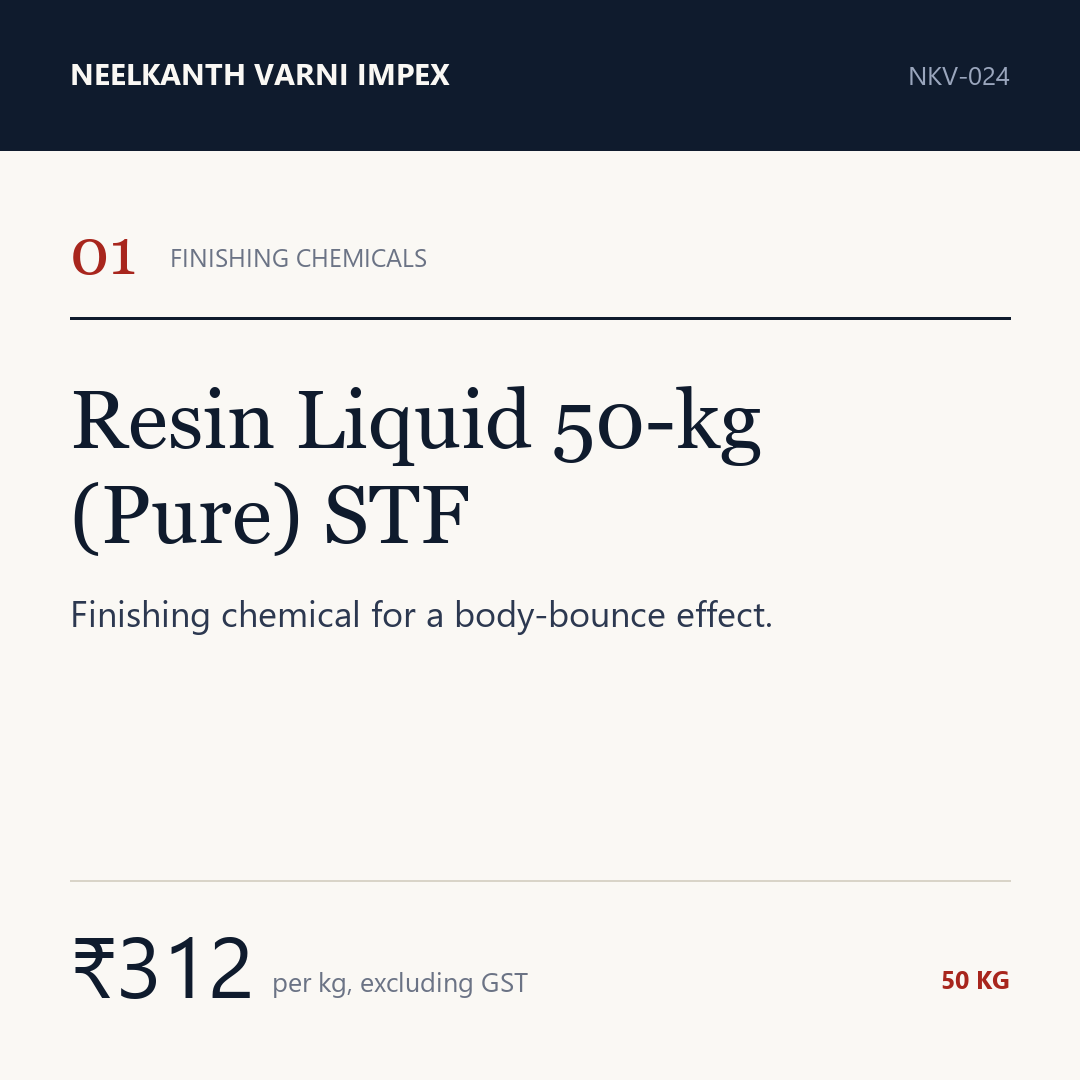 NEELKANTH VARNI IMPEX
NKV-024
01
FINISHING CHEMICALS
Resin Liquid 50-kg
(Pure) STF
Finishing chemical for a body-bounce effect.
₹312 per kg, excluding GST
50 KG